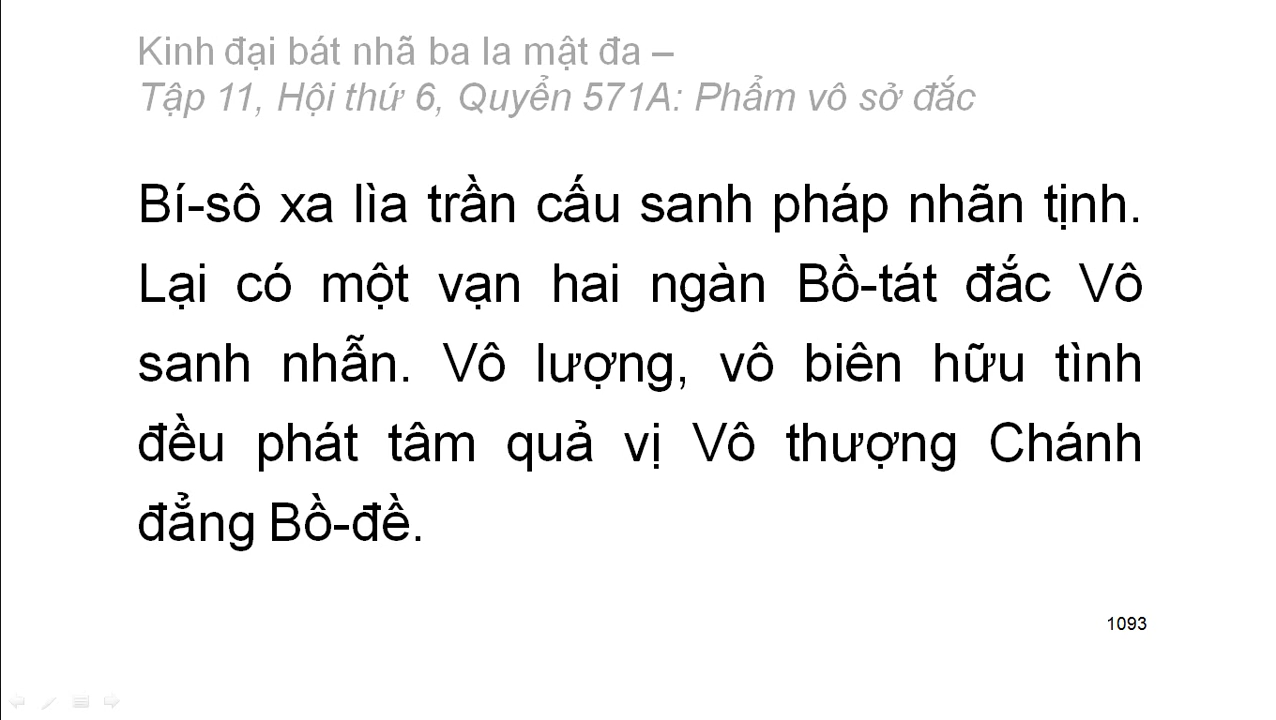 Kinh đại bát nhã ba la mật đa –
Tập 11, Hội thứ 6, Quyển 571A: Phẩm vô sở đắc
Bí-sô xa lìa trần cấu sanh pháp nhãn tịnh.
Lại có một vạn hai ngàn Bồ-tát đắc Vô
sanh nhẫn. Vô lượng, vô biên hữu tình
đều phát tâm quả vị Vô thượng Chánh
đẳng Bồ-đề.
1093